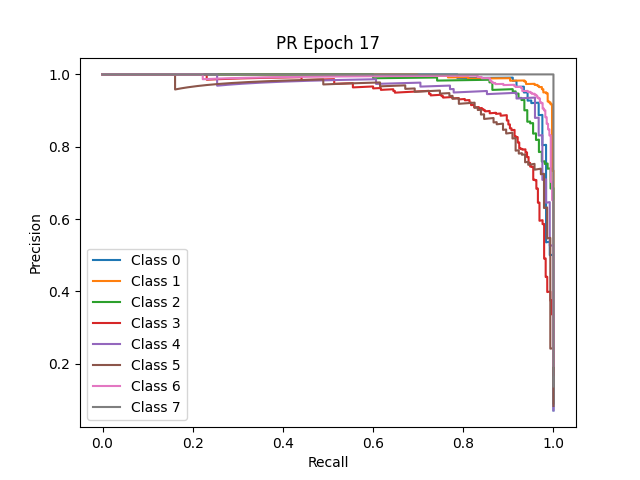 PR Epoch 17
1.0
0.8
0.6
0.4
0.2
Precision
Class 0
Class 1
Class 2
Class 3
Class 4
Class 5
Class 6
Class 7
0.0 0.2 0.4 0.6 0.8 1.0
Recall